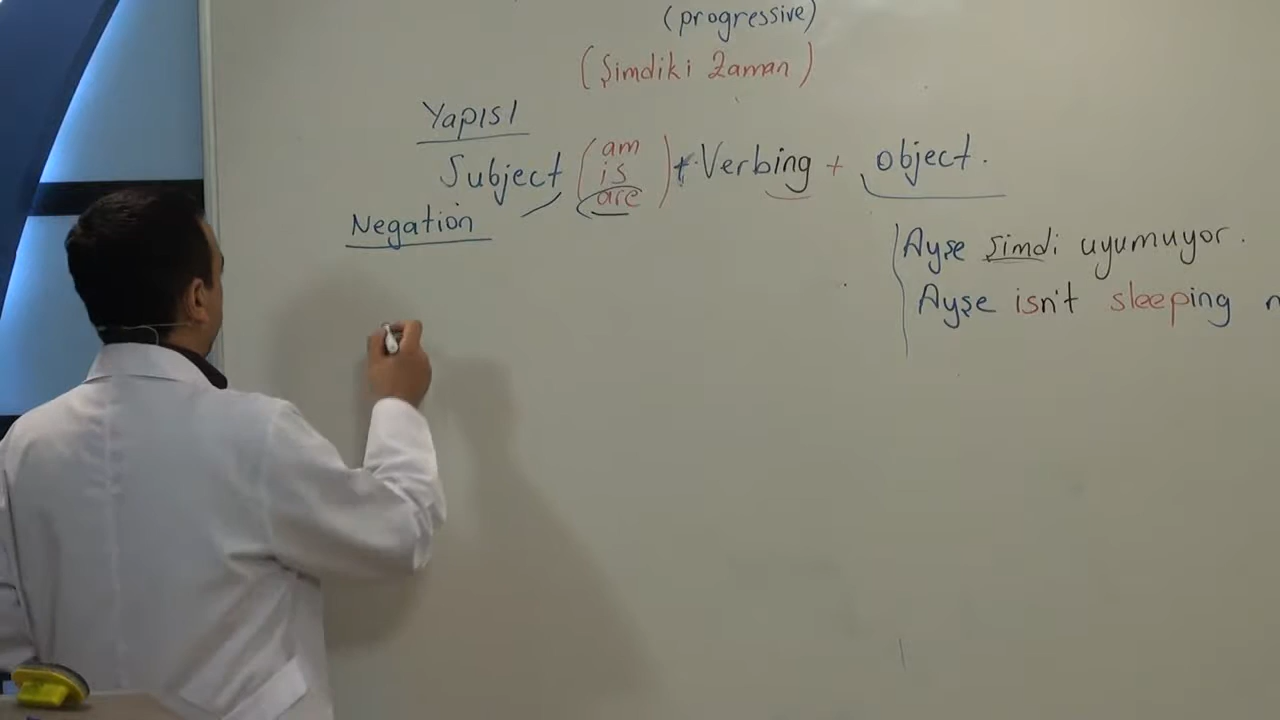 (progressive)
(Şimdiki Zaman)
Yapısı
Subject (am is are) + Verbing + object.
Negation
Ayşe şimdi uyumuyor.
Ayşe isn't sleeping